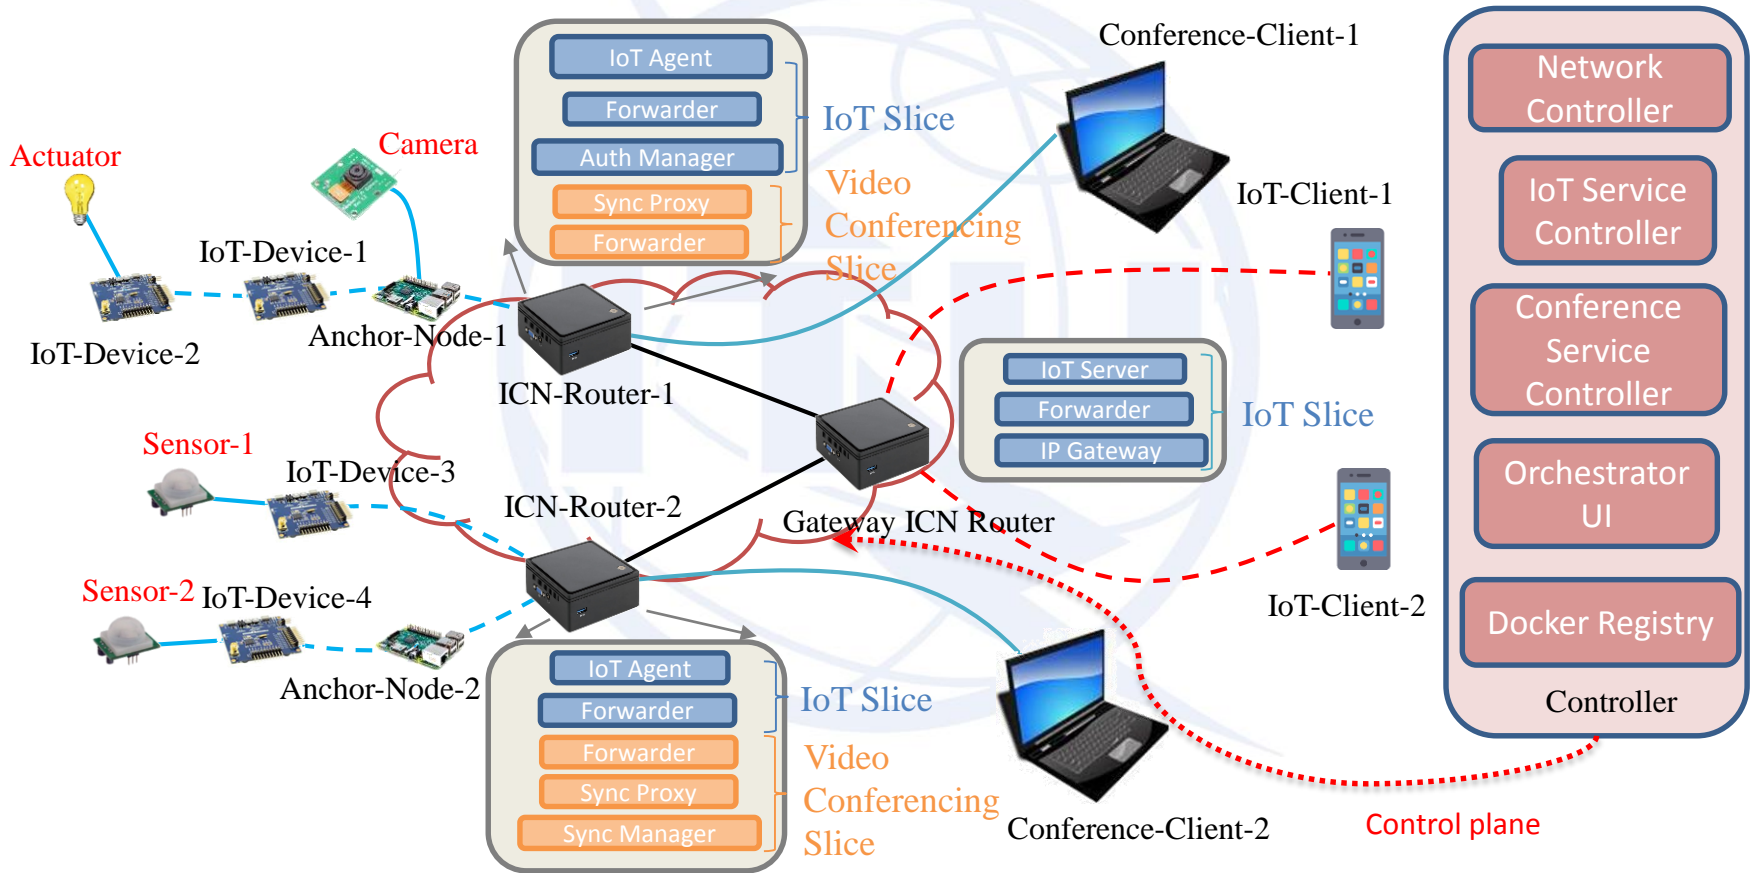 IoT Agent
Forwarder
Auth Manager
IoT Slice
Sync Proxy
Forwarder
Video
Conferencing
Slice
Conference-Client-1
IoT-Client-1
Actuator
Camera
IoT-Device-1
IoT-Device-2
Anchor-Node-1
ICN-Router-1
IoT Server
Forwarder
IP Gateway
IoT Slice
Sensor-1
IoT-Device-3
ICN-Router-2
Gateway ICN Router
Sensor-2
IoT-Device-4
Anchor-Node-2
IoT-Client-2
IoT Agent
Forwarder
IoT Slice
Forwarder
Sync Proxy
Sync Manager
Video
Conferencing
Slice
Conference-Client-2
Control plane
Network
Controller
IoT Service
Controller
Conference
Service
Controller
Orchestrator
UI
Docker Registry
Controller
ITU